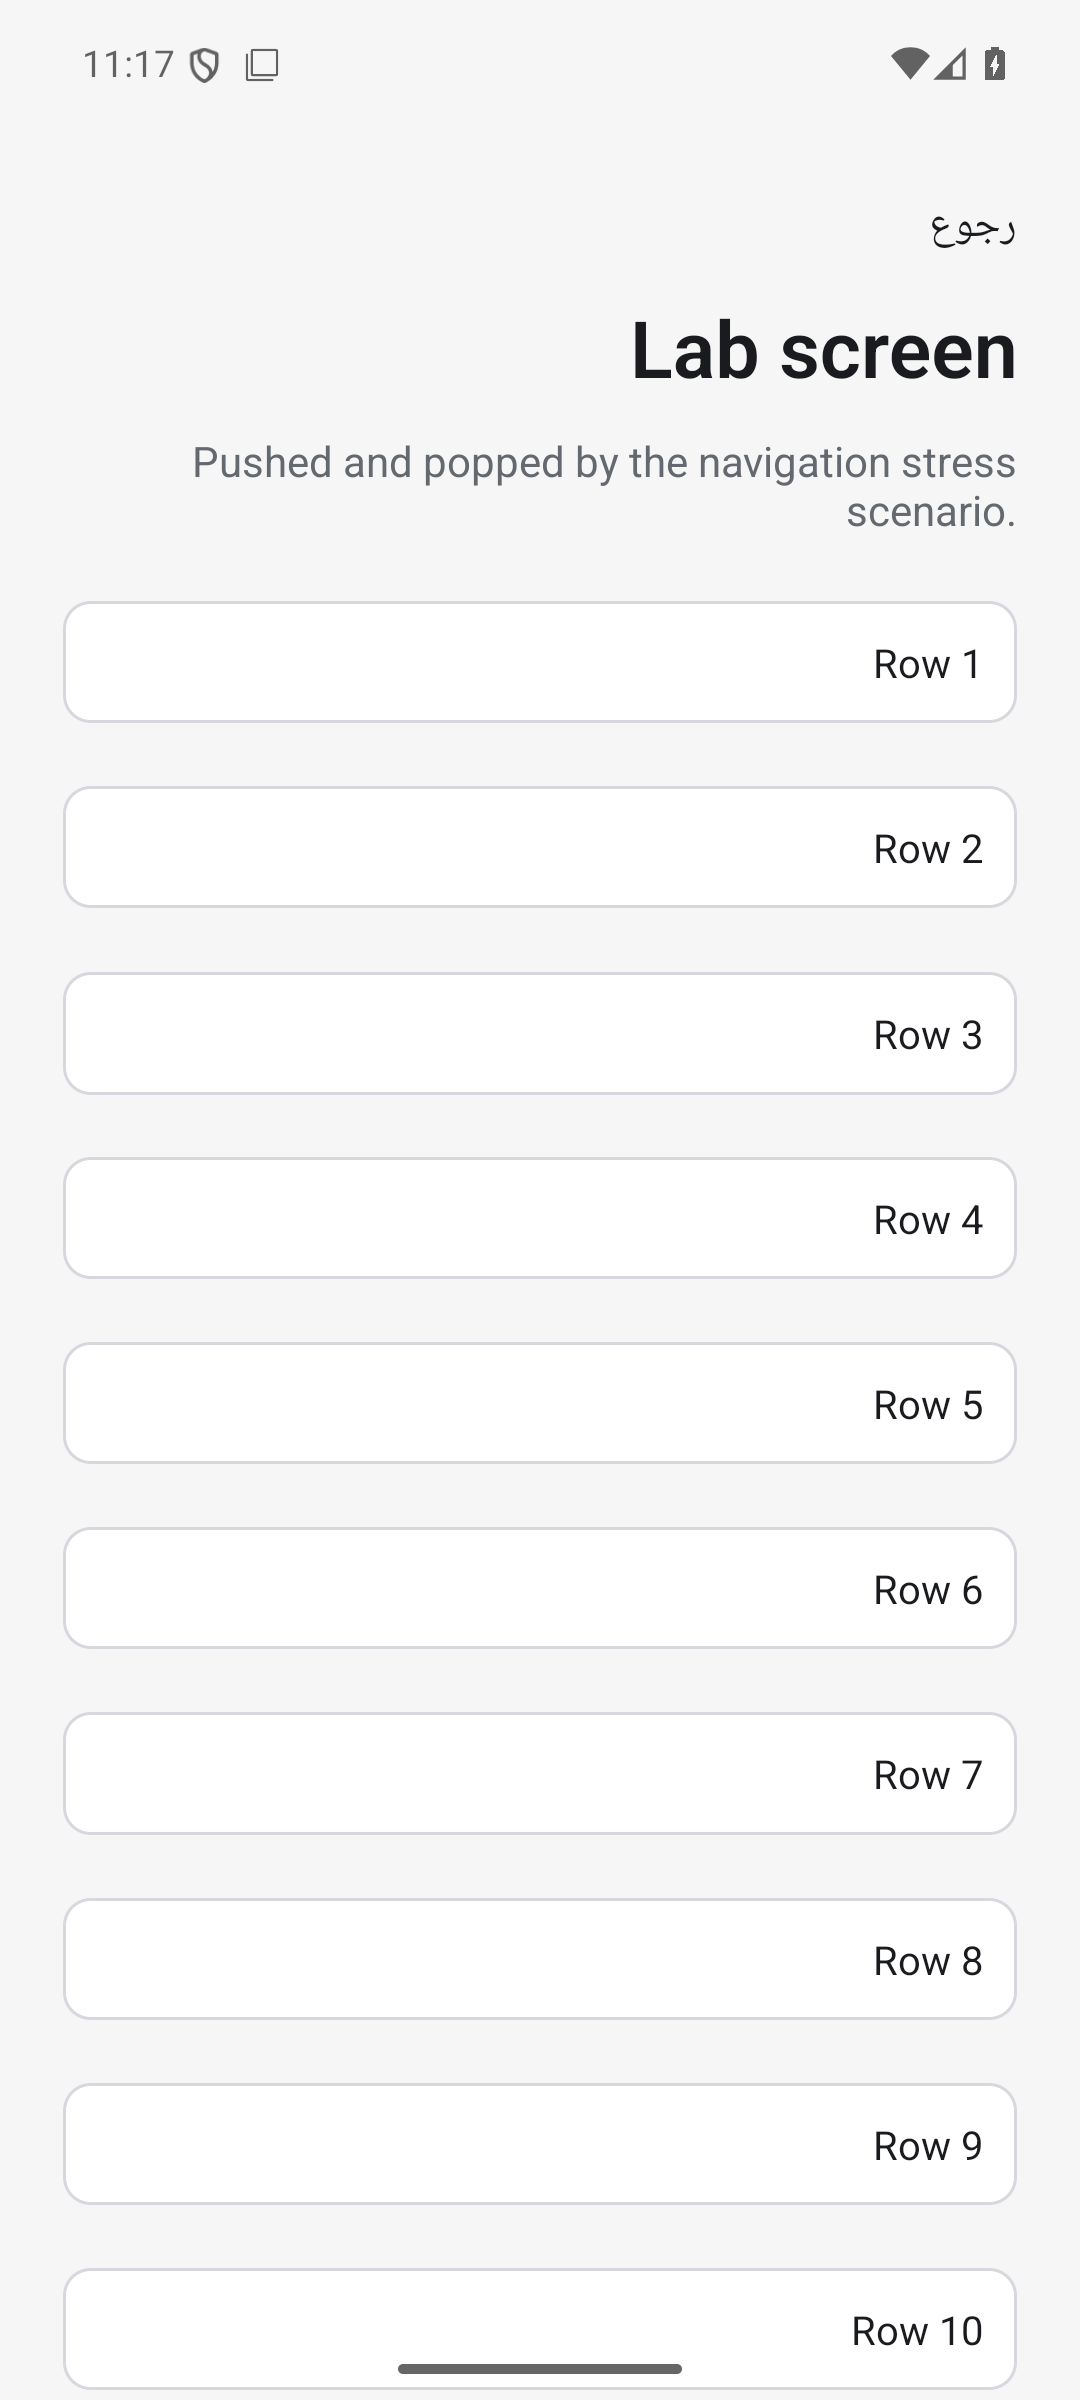 11:17
رجوع
Lab screen
Pushed and popped by the navigation stress
scenario.
Row 1
Row 2
Row 3
Row 4
Row 5
Row 6
Row 7
Row 8
Row 9
Row 10